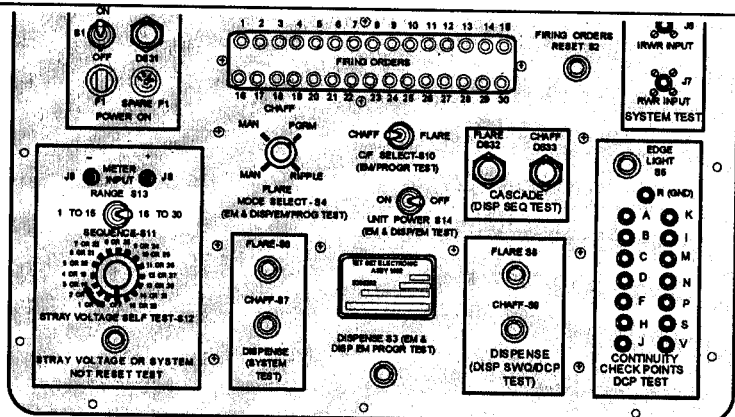 ON
S1
OFF
DS31
F1
SPARE F1
POWER ON
1 2 3 4 5 6 7 8 9 10 11 12 13 14 15
FIRING ORDERS
16 17 18 19 20 21 22 23 24 25 26 27 28 29 30
FIRING ORDERS
RESET S2
J6
IRWR INPUT
J7
RWR INPUT
SYSTEM TEST
CHAFF
MAN PGRM
MAN RIPPLE
FLARE
MODE SELECT-S4
(EM & DISP/EM/PROG TEST)
CHAFF FLARE
C/F SELECT-S10
(EM/PROGR TEST)
ON OFF
UNIT POWER S14
(EM & DISP/EM TEST)
FLARE
DS32
CHAFF
DS33
CASCADE
(DISP SEQ TEST)
EDGE
LIGHT
S5
R (GND)
A K
B I
C M
D N
F P
H S
J V
CONTINUITY
CHECK POINTS
DCP TEST
METER
INPUT
J9 J8
RANGE S13
1 TO 15 16 TO 30
SEQUENCE-S11
STRAY VOLTAGE SELF TEST-S12
STRAY VOLTAGE OR SYSTEM
NOT RESET TEST
FLARE-S6
CHAFF-S7
DISPENSE
(SYSTEM
TEST)
TEST SET ELECTRONIC
DISPENSE S3 (EM &
DISP EM PROGR TEST)
FLARE S8
CHAFF-S9
DISPENSE
(DISP SWQ/DCP
TEST)